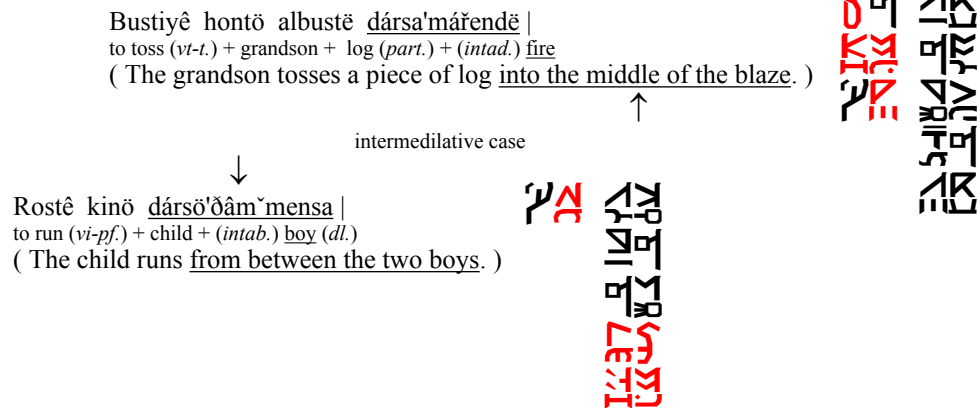 Bustiyê hontö albustë dársa'mářendë |
to toss (vt-t.) + grandson + log (part.) + (intad.) fire
( The grandson tosses a piece of log into the middle of the blaze. )
↑
intermedilative case
↓
Rostê kinö dársö'ðâmˇmensa |
to run (vi-pf.) + child + (intab.) boy (dl.)
( The child runs from between the two boys. )